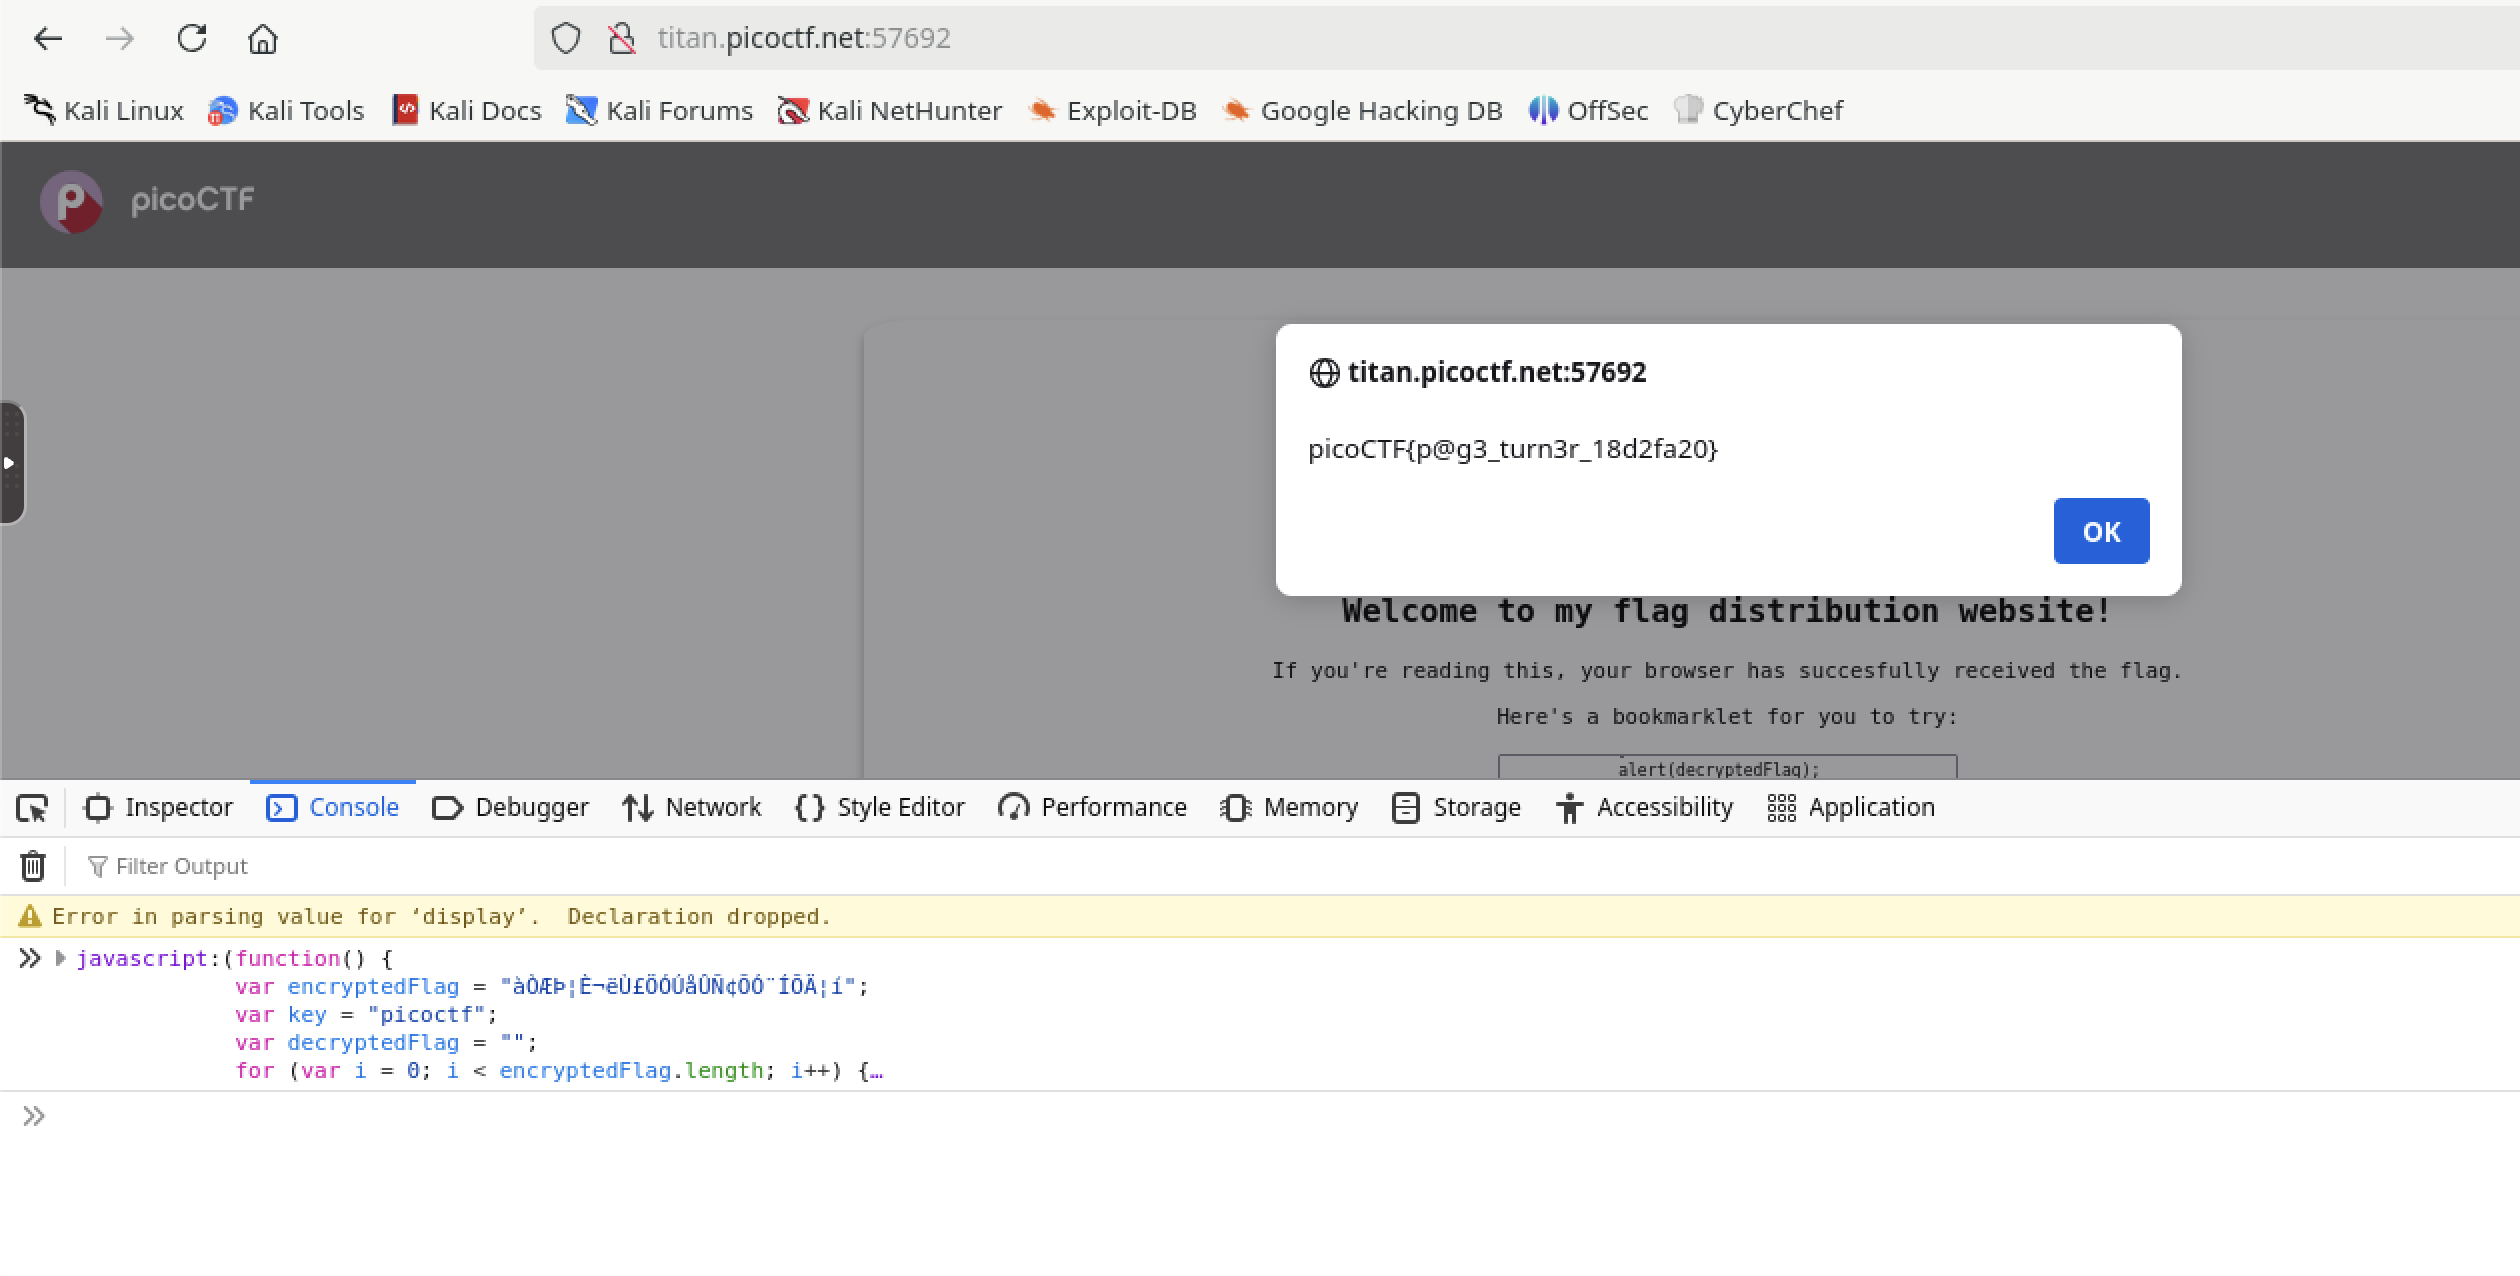 titan.picoctf.net:57692
Kali Linux Kali Tools Kali Docs Kali Forums Kali NetHunter Exploit-DB Google Hacking DB OffSec CyberChef
picoCTF
titan.picoctf.net:57692
picoCTF{p@g3_turn3r_18d2fa20}
OK
Welcome to my flag distribution website!
If you're reading this, your browser has succesfully received the flag.
Here's a bookmarklet for you to try:
alert(decryptedFlag);
Inspector Console Debugger Network Style Editor Performance Memory Storage Accessibility Application
Filter Output
Error in parsing value for ‘display’. Declaration dropped.
javascript:(function() {
var encryptedFlag = "àÒÆÞ¦È¬ëÙ£ÖÓÚåÛÑ¢ÕÓ¨ÍÕÄ¦í";
var key = "picoctf";
var decryptedFlag = "";
for (var i = 0; i < encryptedFlag.length; i++) {…